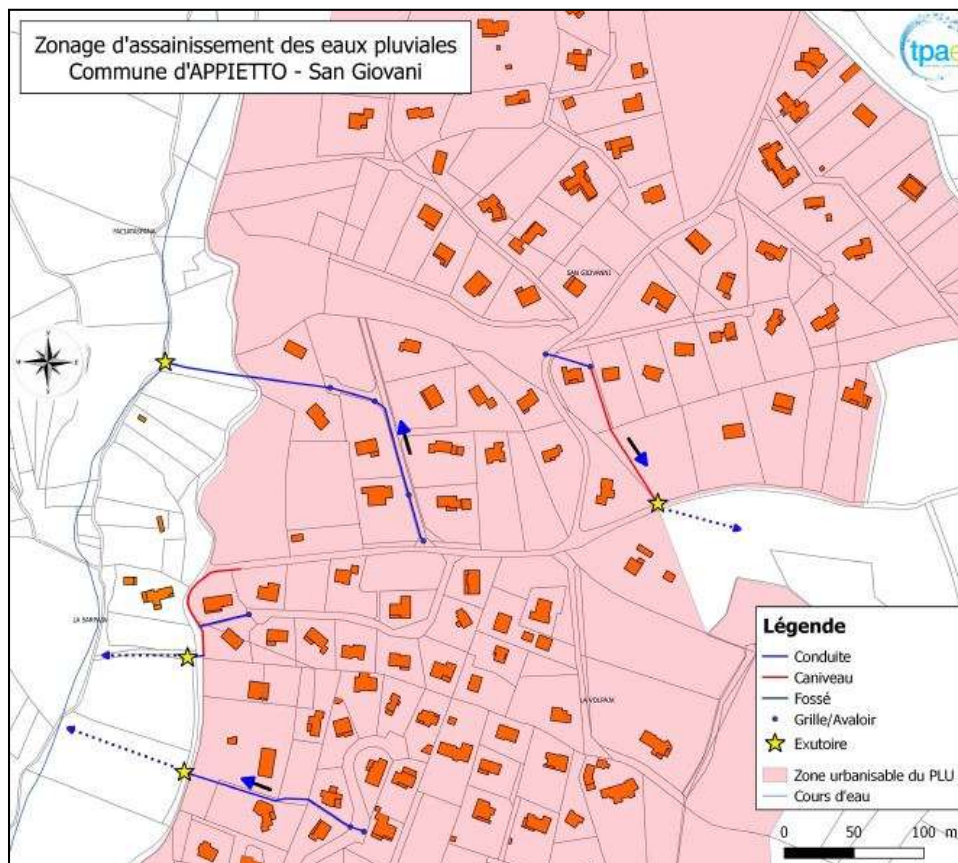 Zonage d'assainissement des eaux pluviales
Commune d'APPIETTO - San Giovani
tpae
SAN GIOVANNI
LA VOLPAJA
Légende
Conduite
Caniveau
Fossé
Grille/Avaloir
Exutoire
Zone urbanisable du PLU
Cours d'eau
0 50 100 m